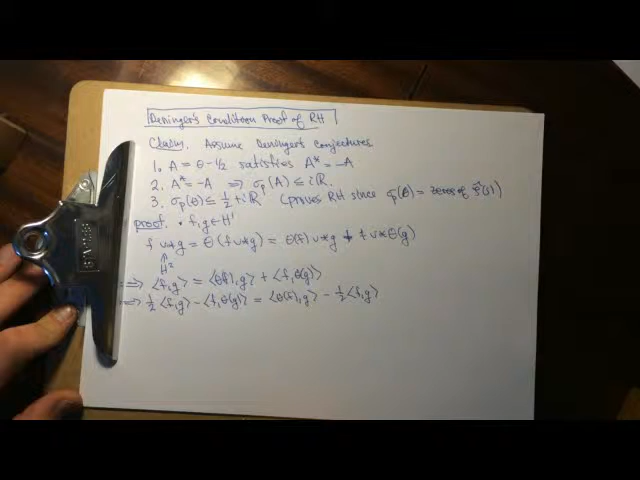 Deninger's Condition Proof of RH
Claim. Assume Deninger's Conjectures.
1. A = θ - 1/2 satisfies A* = -A
2. A* = -A ⟹ σp(A) ⊆ iℝ.
3. σp(θ) ⊆ 1/2 + iℝ (proves RH since σp(θ) = zeros of ξ̂(s))
proof. • f, g ∈ H¹
f ∪ *g = θ(f ∪ *g) = θ(f) ∪ *g + f ∪ *θ(g)
↑
H²
⟹ ⟨f,g⟩ = ⟨θ(f),g⟩ + ⟨f,θ(g)⟩
⟹ 1/2⟨f,g⟩ - ⟨f,θ(g)⟩ = ⟨θ(f),g⟩ - 1/2⟨f,g⟩